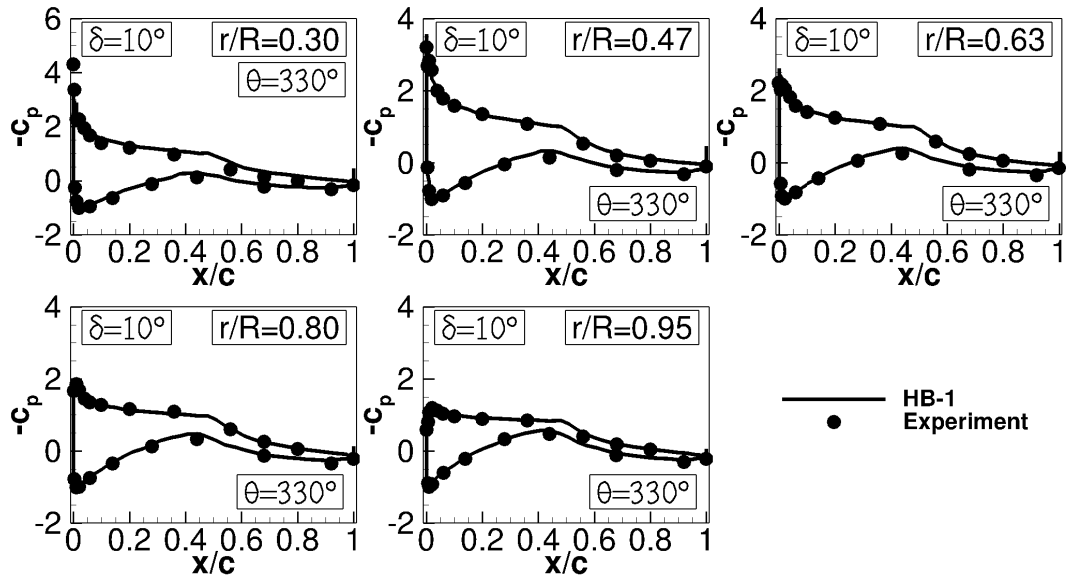 6
4
2
0
-2
-c_p
δ=10°
r/R=0.30
θ=330°
0 0.2 0.4 0.6 0.8 1
x/c
4
2
0
-2
-c_p
δ=10°
r/R=0.47
θ=330°
0 0.2 0.4 0.6 0.8 1
x/c
4
2
0
-2
-c_p
δ=10°
r/R=0.63
θ=330°
0 0.2 0.4 0.6 0.8 1
x/c
4
2
0
-2
-c_p
δ=10°
r/R=0.80
θ=330°
0 0.2 0.4 0.6 0.8 1
x/c
4
2
0
-2
-c_p
δ=10°
r/R=0.95
θ=330°
0 0.2 0.4 0.6 0.8 1
x/c
HB-1
Experiment